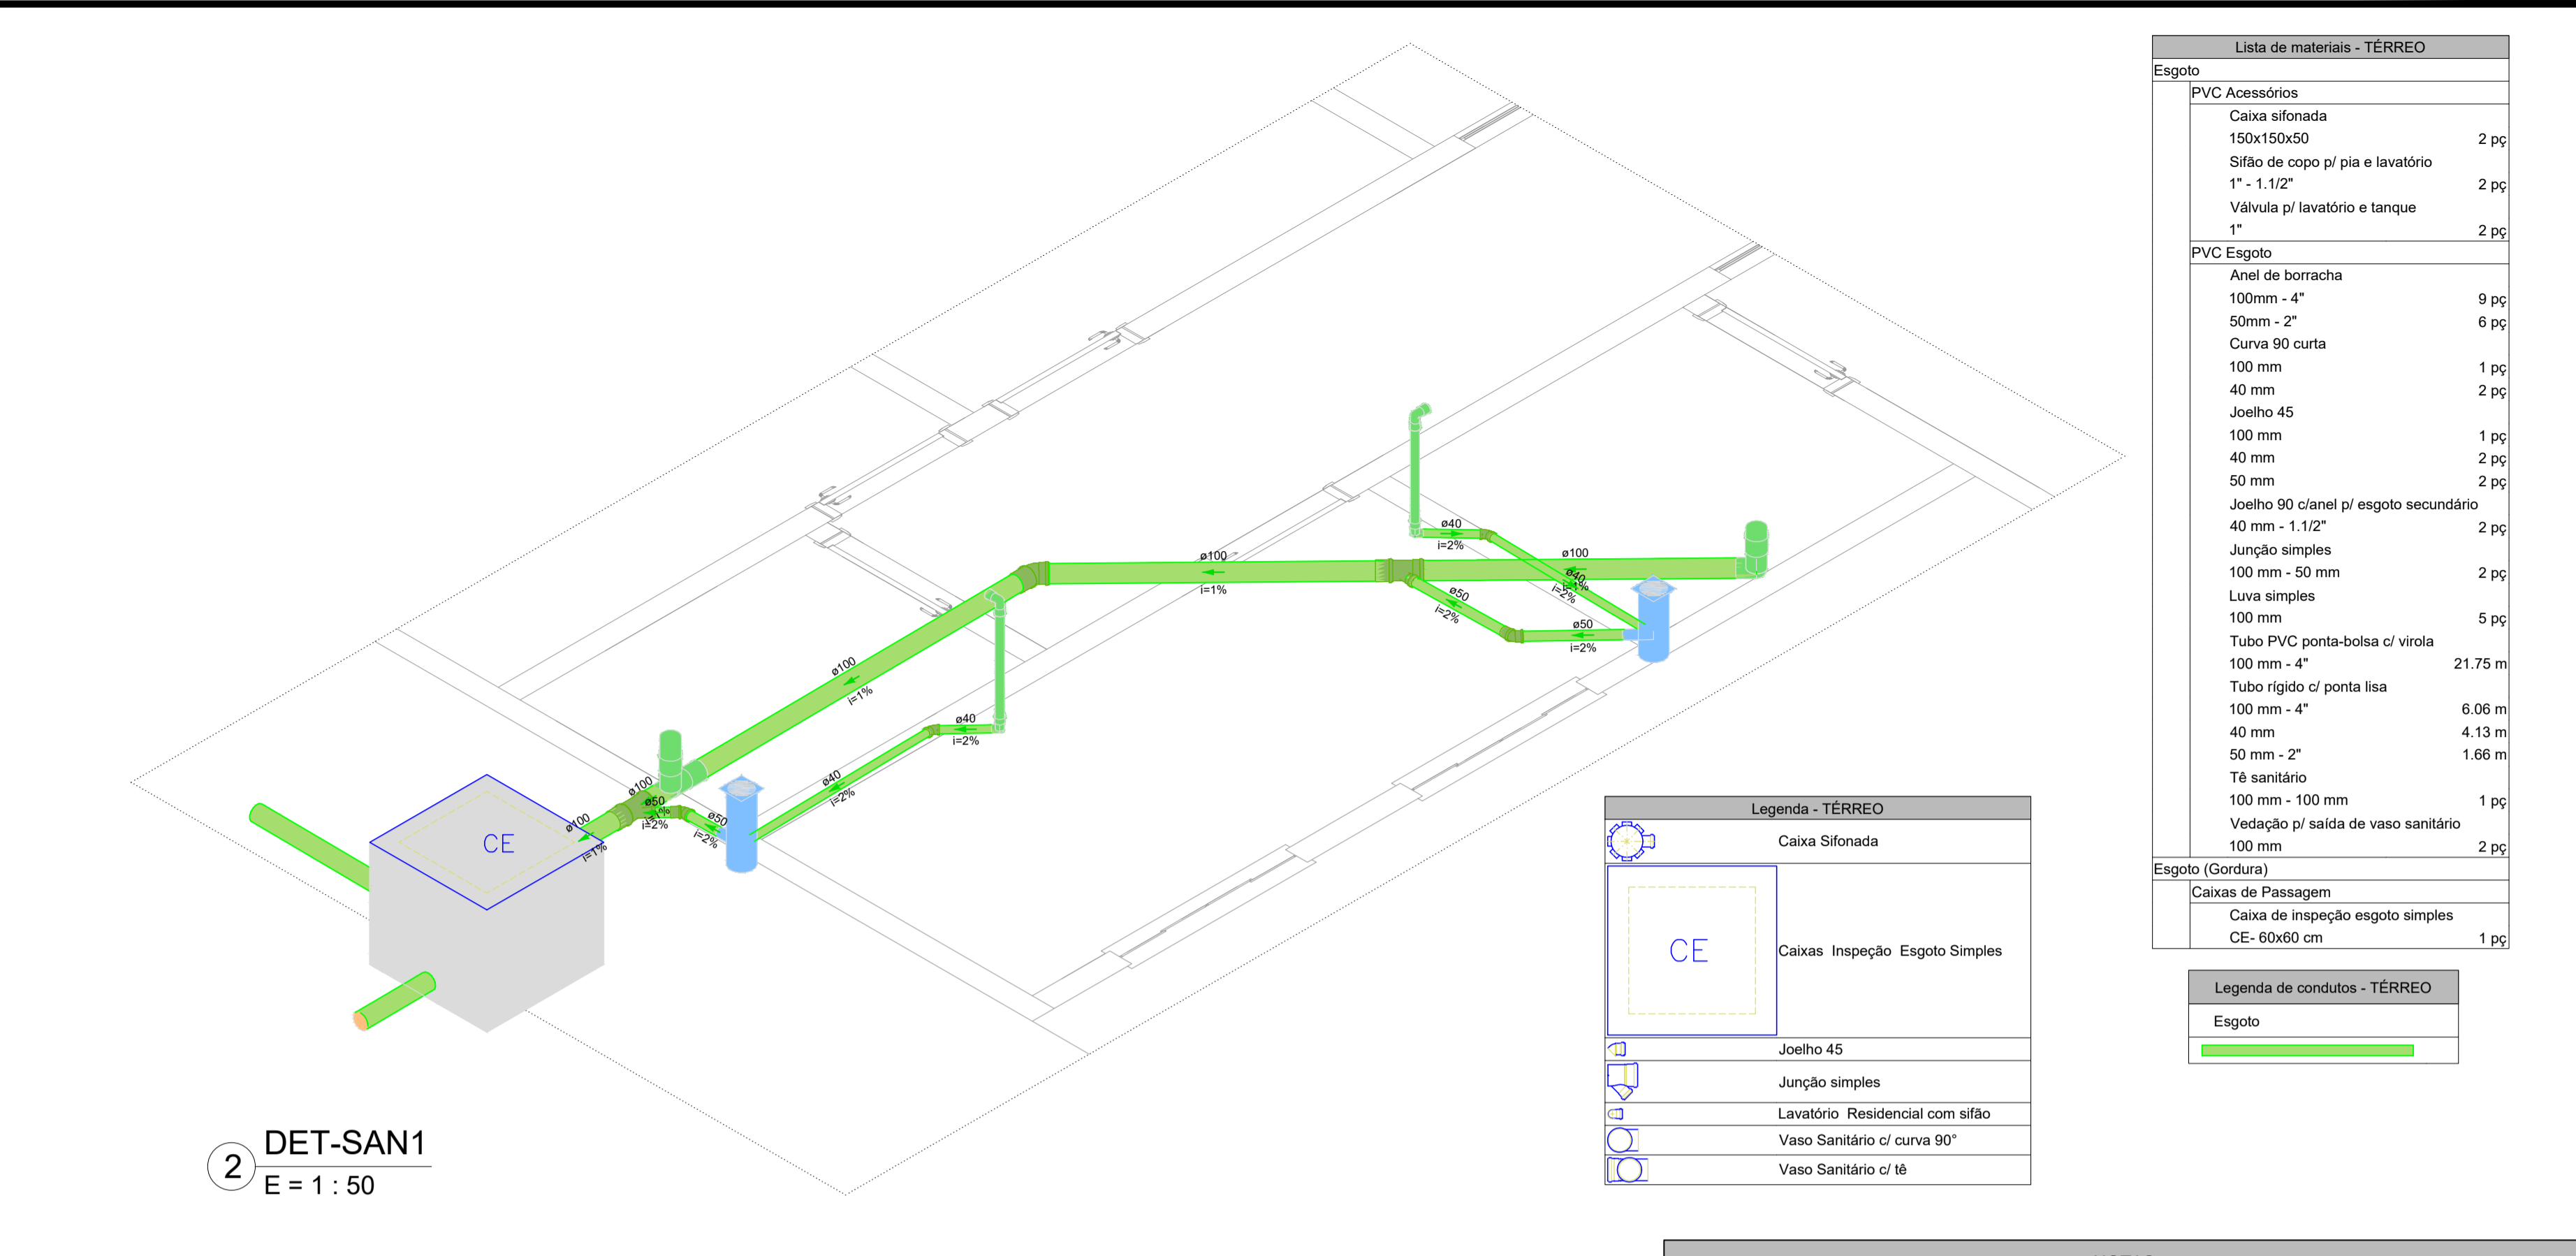 ø40
i=2%
ø100
i=1%
ø100
ø40
i=1%
i=2%
ø50
i=2%
ø50
i=2%
ø100
i=1%
ø40
i=2%
ø40
i=2%
ø100
ø50
i=1%
i=2%
ø50
i=2%
ø100
i=1%
CE
2
DET-SAN1
E = 1 : 50
Lista de materiais - TÉRREO
Esgoto
PVC Acessórios
Caixa sifonada
150x150x50 2 pç
Sifão de copo p/ pia e lavatório
1" - 1.1/2" 2 pç
Válvula p/ lavatório e tanque
1" 2 pç
PVC Esgoto
Anel de borracha
100mm - 4" 9 pç
50mm - 2" 6 pç
Curva 90 curta
100 mm 1 pç
40 mm 2 pç
Joelho 45
100 mm 1 pç
40 mm 2 pç
50 mm 2 pç
Joelho 90 c/anel p/ esgoto secundário
40 mm - 1.1/2" 2 pç
Junção simples
100 mm - 50 mm 2 pç
Luva simples
100 mm 5 pç
Tubo PVC ponta-bolsa c/ virola
100 mm - 4" 21.75 m
Tubo rígido c/ ponta lisa
100 mm - 4" 6.06 m
40 mm 4.13 m
50 mm - 2" 1.66 m
Tê sanitário
100 mm - 100 mm 1 pç
Vedação p/ saída de vaso sanitário
100 mm 2 pç
Esgoto (Gordura)
Caixas de Passagem
Caixa de inspeção esgoto simples
CE- 60x60 cm 1 pç
Legenda - TÉRREO
Caixa Sifonada
CE
Caixas Inspeção Esgoto Simples
Joelho 45
Junção simples
Lavatório Residencial com sifão
Vaso Sanitário c/ curva 90°
Vaso Sanitário c/ tê
Legenda de condutos - TÉRREO
Esgoto